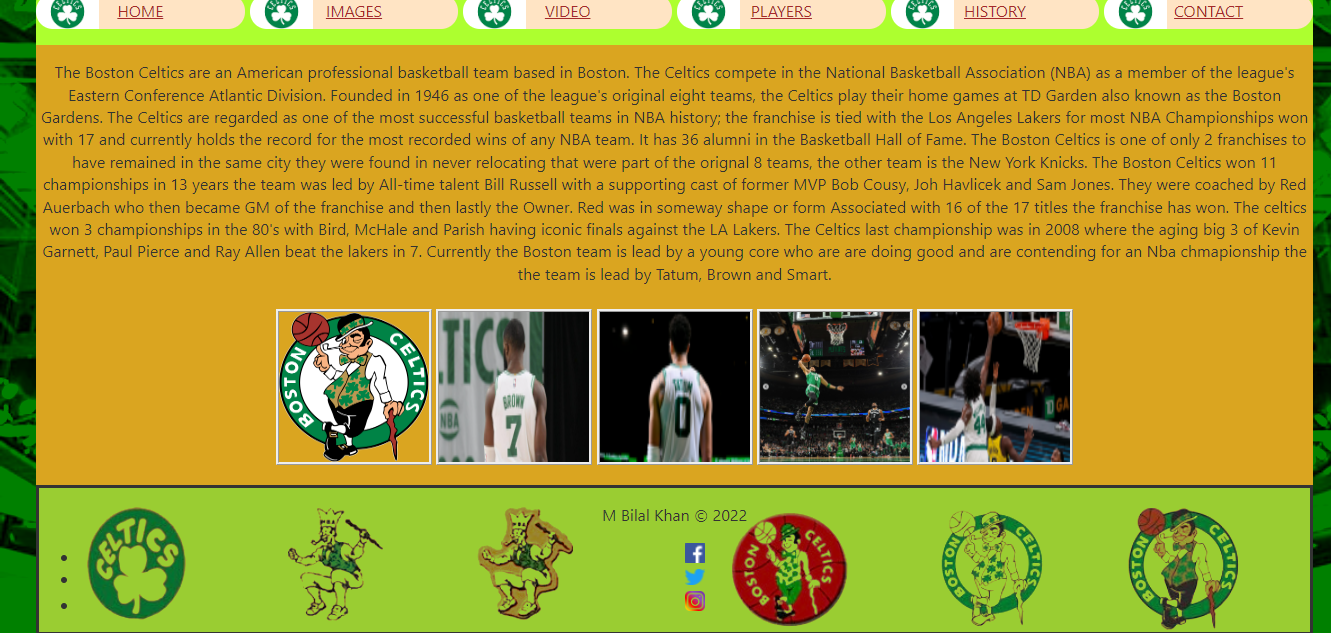 HOME IMAGES VIDEO PLAYERS HISTORY CONTACT
The Boston Celtics are an American professional basketball team based in Boston. The Celtics compete in the National Basketball Association (NBA) as a member of the league's
Eastern Conference Atlantic Division. Founded in 1946 as one of the league's original eight teams, the Celtics play their home games at TD Garden also known as the Boston
Gardens. The Celtics are regarded as one of the most successful basketball teams in NBA history; the franchise is tied with the Los Angeles Lakers for most NBA Championships won
with 17 and currently holds the record for the most recorded wins of any NBA team. It has 36 alumni in the Basketball Hall of Fame. The Boston Celtics is one of only 2 franchises to
have remained in the same city they were found in never relocating that were part of the orignal 8 teams, the other team is the New York Knicks. The Boston Celtics won 11
championships in 13 years the team was led by All-time talent Bill Russell with a supporting cast of former MVP Bob Cousy, Joh Havlicek and Sam Jones. They were coached by Red
Auerbach who then became GM of the franchise and then lastly the Owner. Red was in someway shape or form Associated with 16 of the 17 titles the franchise has won. The celtics
won 3 championships in the 80's with Bird, McHale and Parish having iconic finals against the LA Lakers. The Celtics last championship was in 2008 where the aging big 3 of Kevin
Garnett, Paul Pierce and Ray Allen beat the lakers in 7. Currently the Boston team is lead by a young core who are are doing good and are contending for an Nba chmapionship the
the team is lead by Tatum, Brown and Smart.
BOSTON CELTICS
LTICS
NBA
BROWN
7
0
44
M Bilal Khan © 2022
CELTICS
BOSTON CELTICS
BOSTON CELTICS
BOSTON CELTICS